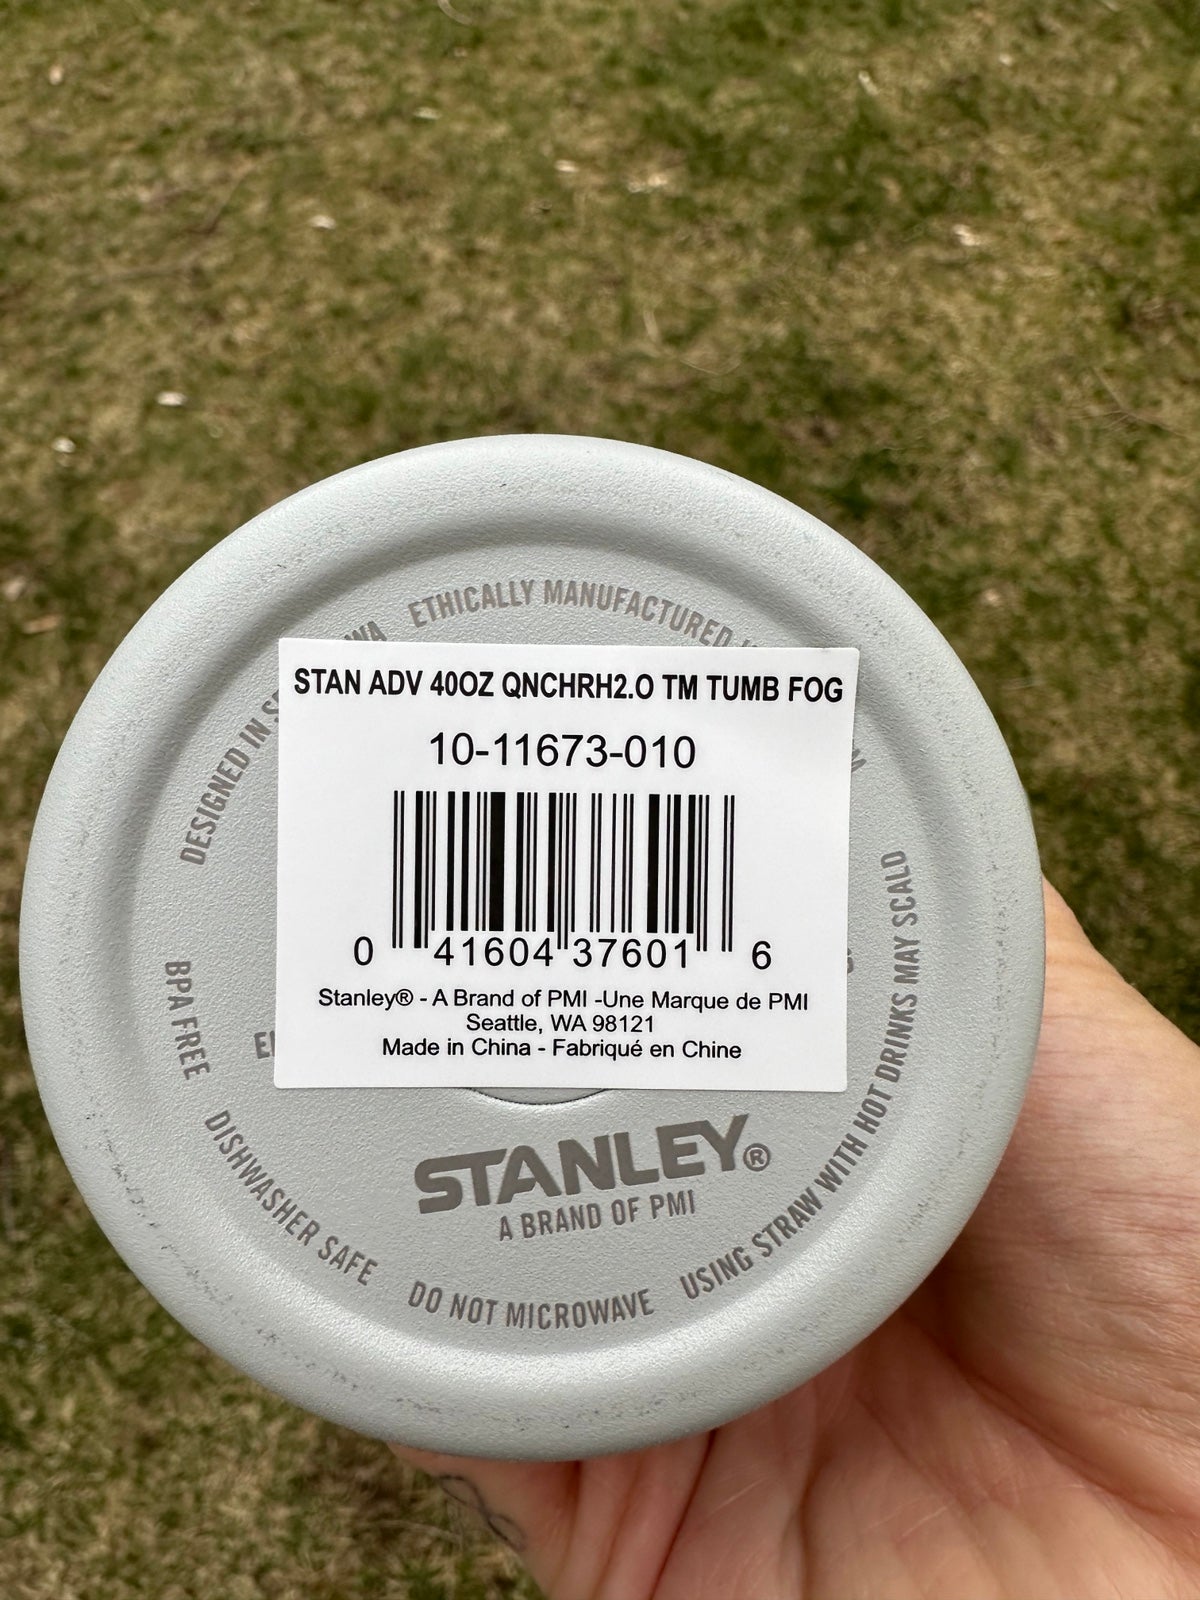 STAN ADV 40OZ QNCHRH2.O TM TUMB FOG
10-11673-010
0 41604 37601 6
Stanley® - A Brand of PMI -Une Marque de PMI
Seattle, WA 98121
Made in China - Fabriqué en Chine
DESIGNED IN
ETHICALLY MANUFACTURED
BPA FREE
DISHWASHER SAFE
DO NOT MICROWAVE
USING STRAW WITH HOT DRINKS MAY SCALD
STANLEY®
A BRAND OF PMI